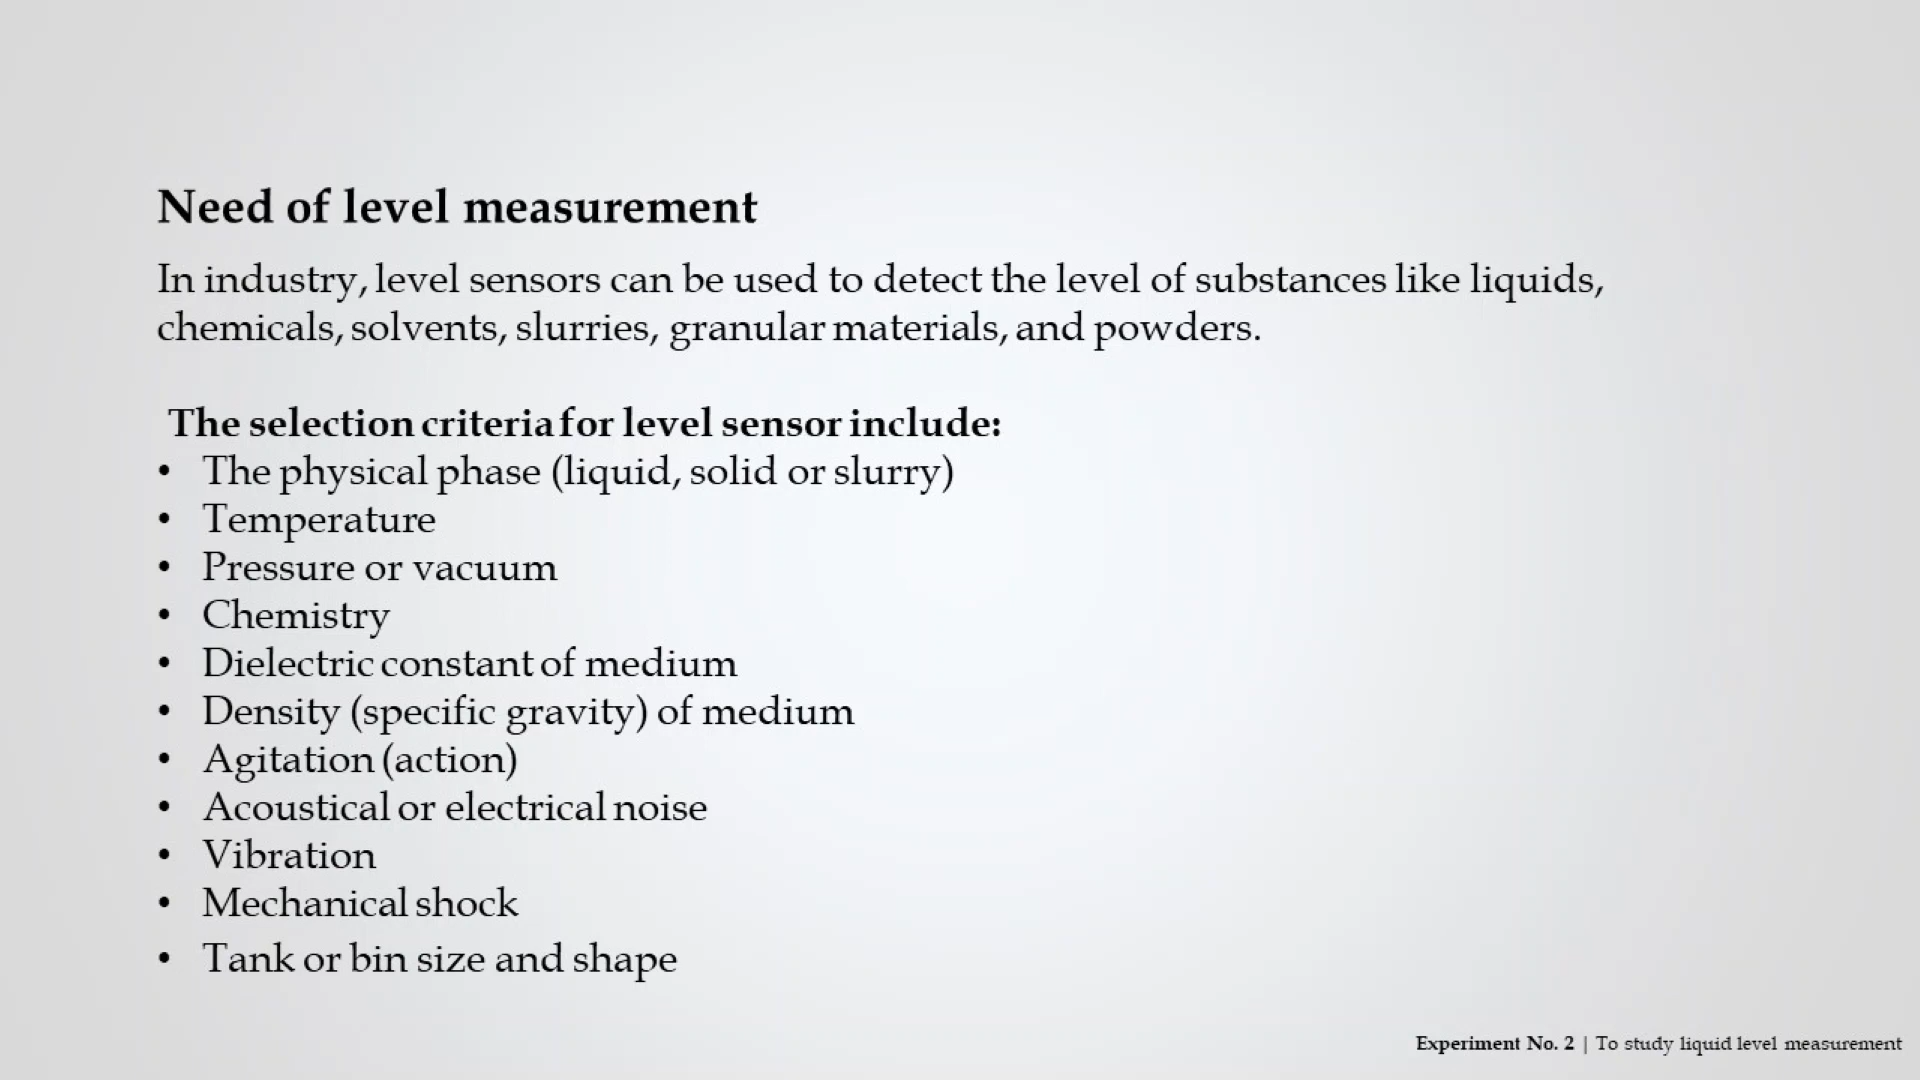 Need of level measurement
In industry, level sensors can be used to detect the level of substances like liquids,
chemicals, solvents, slurries, granular materials, and powders.
The selection criteria for level sensor include:
• The physical phase (liquid, solid or slurry)
• Temperature
• Pressure or vacuum
• Chemistry
• Dielectric constant of medium
• Density (specific gravity) of medium
• Agitation (action)
• Acoustical or electrical noise
• Vibration
• Mechanical shock
• Tank or bin size and shape
Experiment No. 2 | To study liquid level measurement